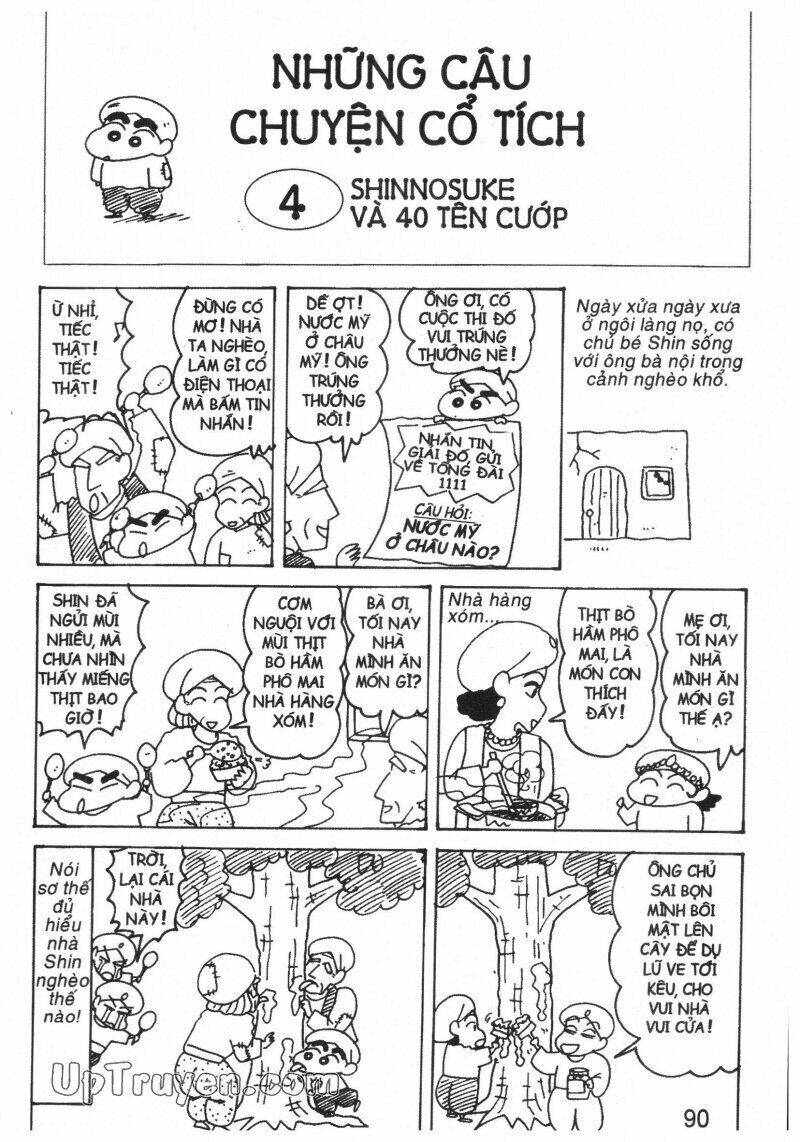 NHỮNG CÂU
CHUYỆN CỔ TÍCH
4
SHINNOSUKE
VÀ 40 TÊN CƯỚP
Ngày xửa ngày xưa
ở ngôi làng nọ, có
chú bé Shin sống
với ông bà nội trong
cảnh nghèo khổ.
ÔNG ƠI, CÓ
CUỘC THI ĐỐ
VUI TRÚNG
THƯỞNG NÈ!
NHẮN TIN
GIẢI ĐỐ, GỬI
VỀ TỔNG ĐÀI
1111
CÂU HỎI:
NƯỚC MỸ
Ở CHÂU NÀO?
DỄ ỢT!
NƯỚC MỸ
Ở CHÂU
MỸ! ÔNG
TRÚNG
THƯỞNG
RỒI!
ĐỪNG CÓ
MƠ! NHÀ
TA NGHÈO,
LÀM GÌ CÓ
ĐIỆN THOẠI
MÀ BẤM TIN
NHẮN!
Ừ NHỈ,
TIẾC
THẬT!
TIẾC
THẬT!
MẸ ƠI,
TỐI NAY
NHÀ
MÌNH ĂN
MÓN GÌ
THẾ Ạ?
THỊT BÒ
HẦM PHÔ
MAI, LÀ
MÓN CON
THÍCH
ĐẤY!
Nhà hàng
xóm...
BÀ ƠI,
TỐI NAY
NHÀ
MÌNH ĂN
MÓN GÌ?
CƠM
NGUỘI VỚI
MÙI THỊT
BÒ HẦM
PHÔ MAI
NHÀ HÀNG
XÓM!
SHIN ĐÃ
NGỬI MÙI
NHIỀU, MÀ
CHƯA NHÌN
THẤY MIẾNG
THỊT BAO
GIỜ!
ÔNG CHỦ
SAI BỌN
MÌNH BÔI
MẬT LÊN
CÂY ĐỂ DỤ
LŨ VE TỚI
KÊU, CHO
VUI NHÀ
VUI CỬA!
TRỜI,
LẠI CÁI
NHÀ
NÀY!
Nói
sơ thế
đủ
hiểu
nhà
Shin
nghèo
thế
nào!
UpTruyen.com
90